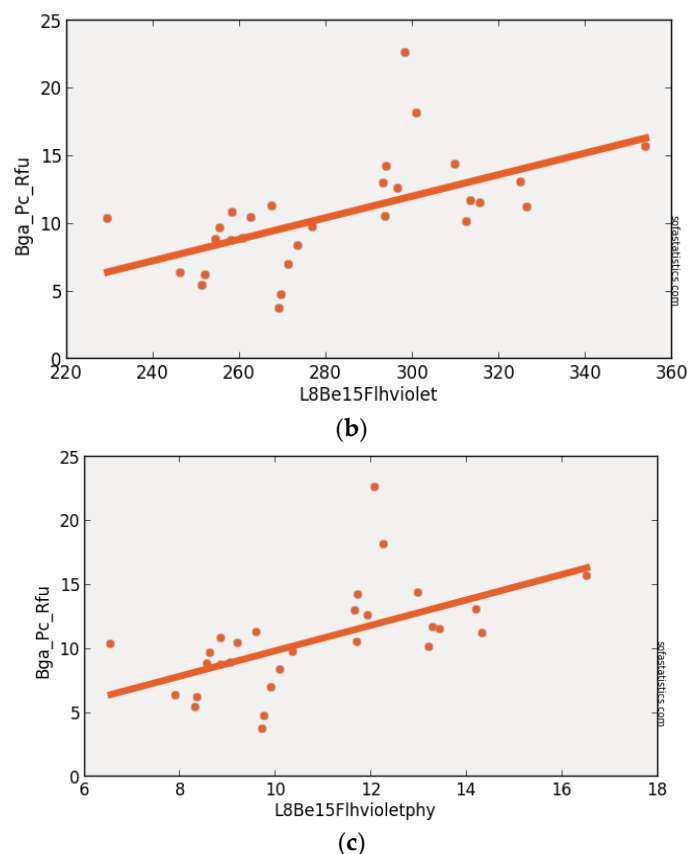 25
20
15
10
5
0
Bga_Pc_Rfu
220 240 260 280 300 320 340 360
L8Be15Flhviolet
sofastatistics.com
(b)
25
20
15
10
5
0
Bga_Pc_Rfu
6 8 10 12 14 16 18
L8Be15Flhvioletphy
sofastatistics.com
(c)